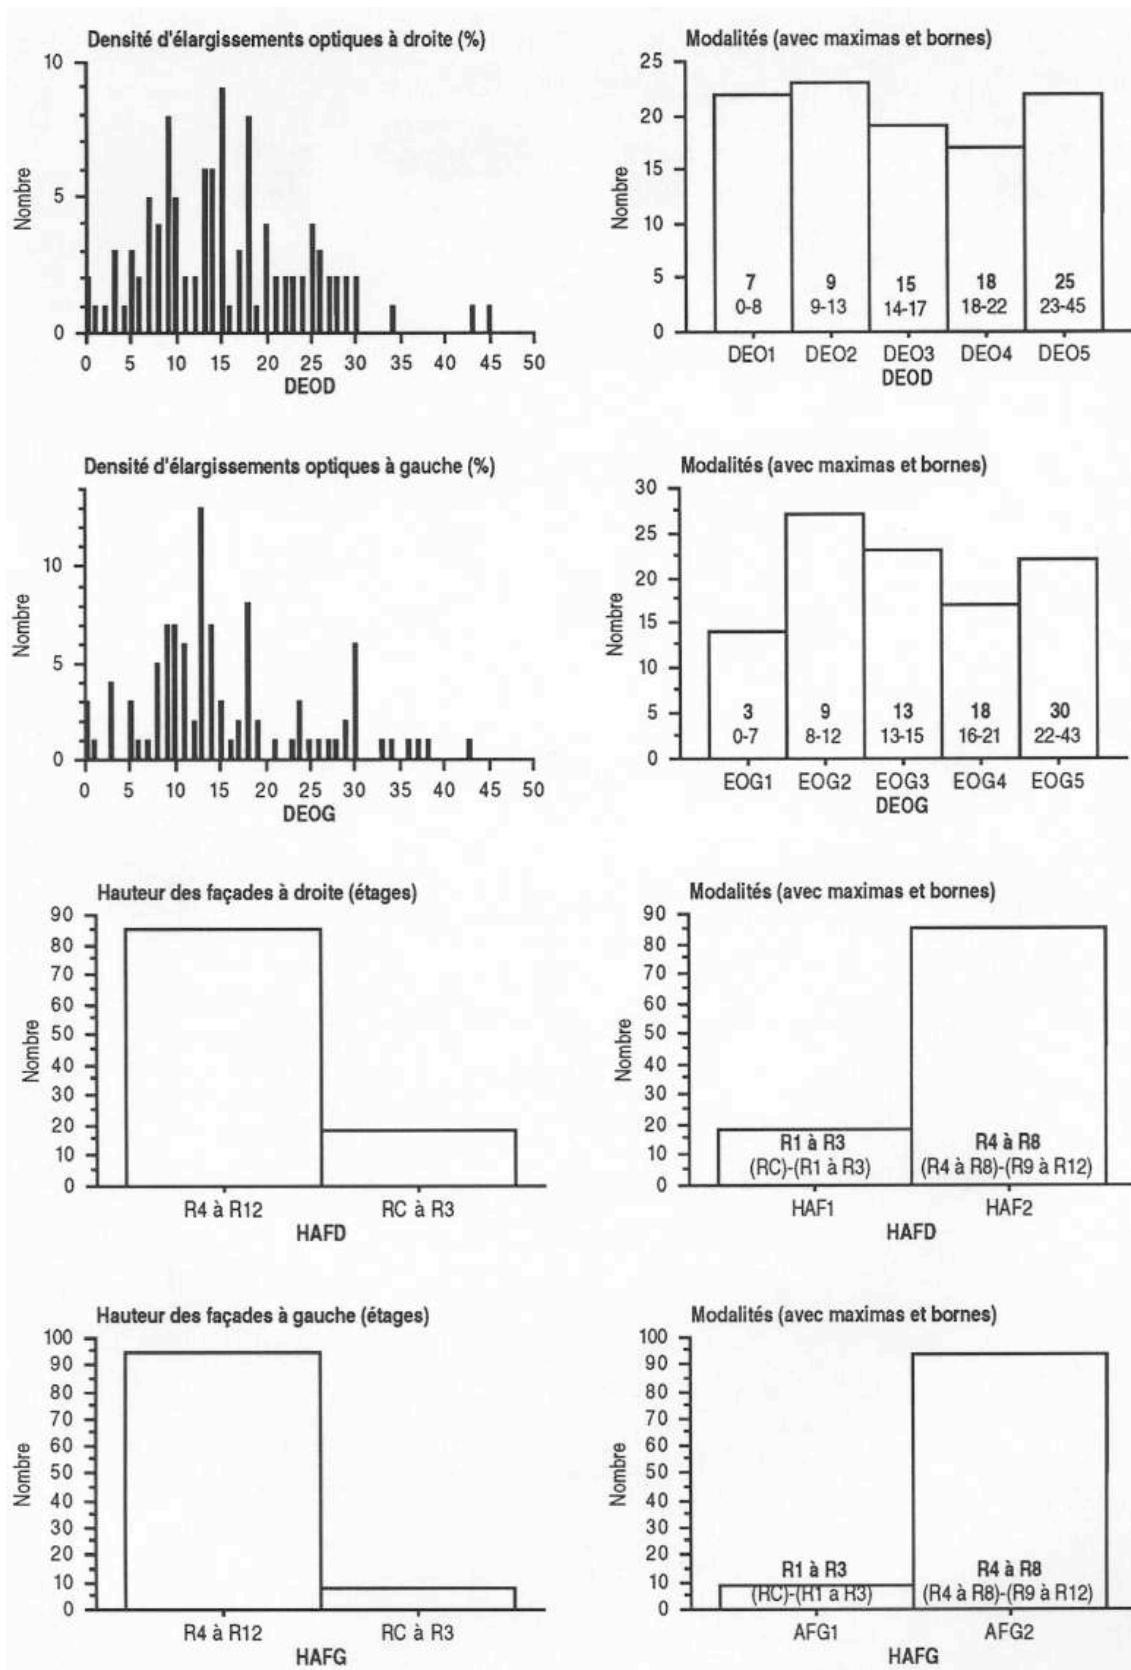 Densité d'élargissements optiques à droite (%)
10
5
0
Nombre
0 5 10 15 20 25 30 35 40 45 50
DEOD
Modalités (avec maximas et bornes)
25
20
15
10
5
0
Nombre
7 9 15 18 25
0-8 9-13 14-17 18-22 23-45
DEO1 DEO2 DEO3 DEO4 DEO5
DEOD
Densité d'élargissements optiques à gauche (%)
10
5
0
Nombre
0 5 10 15 20 25 30 35 40 45 50
DEOG
Modalités (avec maximas et bornes)
30
25
20
15
10
5
0
Nombre
3 9 13 18 30
0-7 8-12 13-15 16-21 22-43
EOG1 EOG2 EOG3 EOG4 EOG5
DEOG
Hauteur des façades à droite (étages)
90
80
70
60
50
40
30
20
10
0
Nombre
R4 à R12 RC à R3
HAFD
Modalités (avec maximas et bornes)
90
80
70
60
50
40
30
20
10
0
Nombre
R1 à R3 R4 à R8
(RC)-(R1 à R3) (R4 à R8)-(R9 à R12)
HAF1 HAF2
HAFD
Hauteur des façades à gauche (étages)
100
90
80
70
60
50
40
30
20
10
0
Nombre
R4 à R12 RC à R3
HAFG
Modalités (avec maximas et bornes)
100
90
80
70
60
50
40
30
20
10
0
Nombre
R1 à R3 R4 à R8
(RC)-(R1 à R3) (R4 à R8)-(R9 à R12)
AFG1 AFG2
HAFG